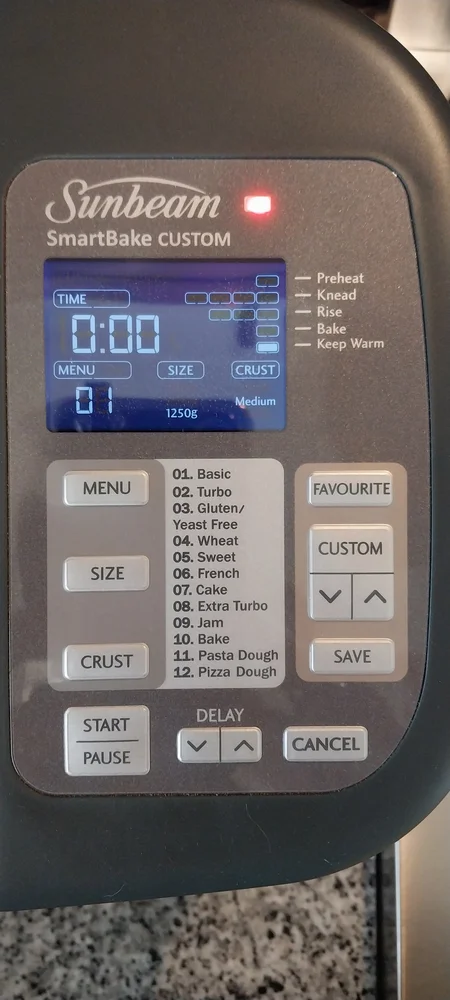 Sunbeam
SmartBake CUSTOM
TIME
0:00
Preheat
Knead
Rise
Bake
Keep Warm
MENU SIZE CRUST
01 1250g Medium
MENU
SIZE
CRUST
01. Basic
02. Turbo
03. Gluten/
Yeast Free
04. Wheat
05. Sweet
06. French
07. Cake
08. Extra Turbo
09. Jam
10. Bake
11. Pasta Dough
12. Pizza Dough
FAVOURITE
CUSTOM
SAVE
START
PAUSE
DELAY
CANCEL